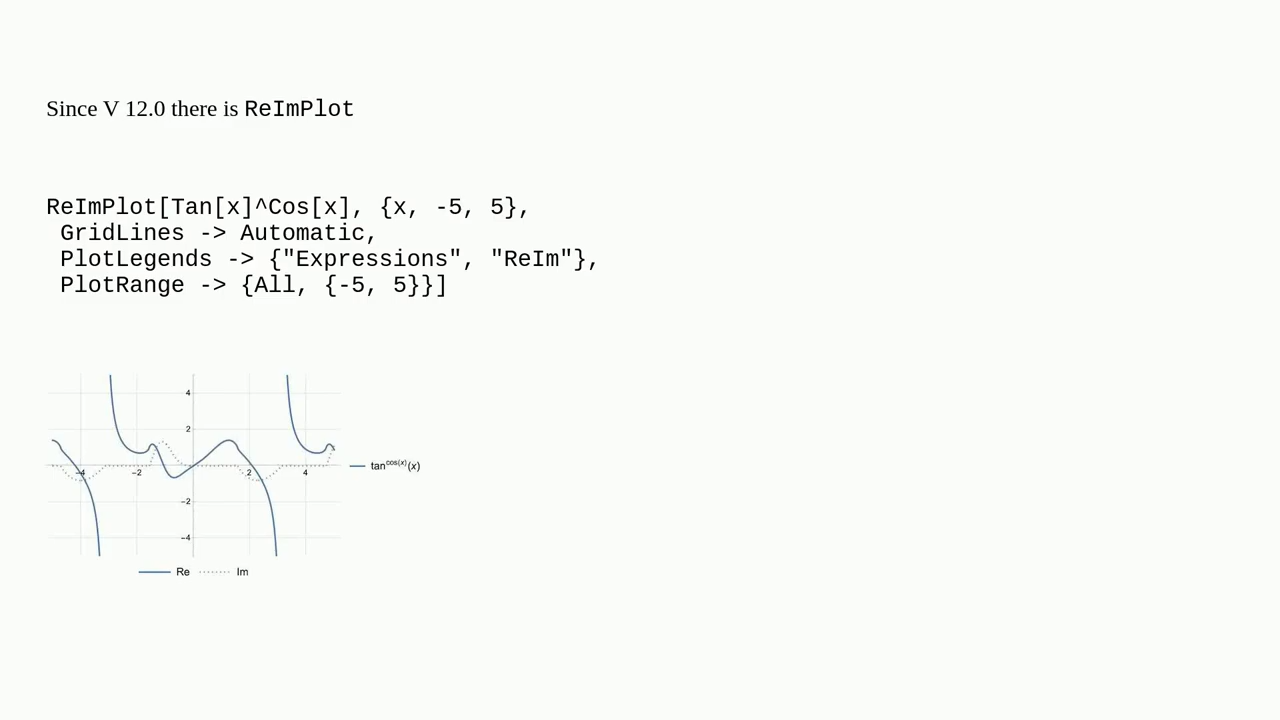 Since V 12.0 there is ReImPlot
ReImPlot[Tan[x]^Cos[x], {x, -5, 5},
GridLines -> Automatic,
PlotLegends -> {"Expressions", "ReIm"},
PlotRange -> {All, {-5, 5}}]
4
2
-4 -2 2 4
-2
-4
tan^cos(x)(x)
Re Im